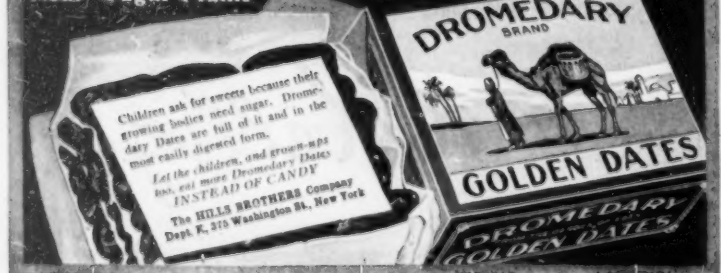 Children ask for sweets because their
growing bodies need sugar. Drome-
dary Dates are full of it and in the
most easily digested form.
Let the children, and grown-ups
too, eat more Dromedary Dates
INSTEAD OF CANDY
The HILLS BROTHERS Company
Dept. K, 375 Washington St., New York
DROMEDARY
BRAND
GOLDEN DATES
DROMEDARY
GOLDEN DATES